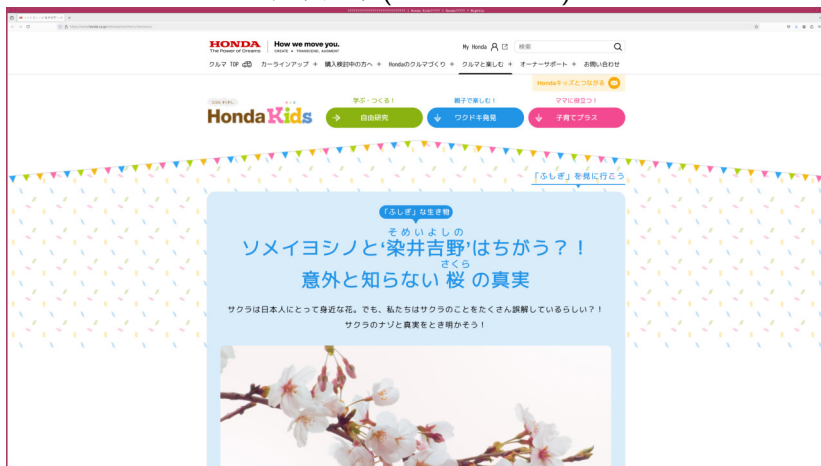 HONDA
The Power of Dreams
How we move you.
CREATE ▸ TRANSCEND, AUGMENT
My Honda
検索
クルマ TOP
カーラインアップ +
購入検討中の方へ +
Hondaのクルマづくり +
クルマと楽しむ +
オーナーサポート +
お問い合わせ
Hondaキッズとつながる
Honda Kids
キッズ
学ぶ・つくる!
自由研究
親子で楽しむ!
ワクドキ発見
ママに役立つ!
子育てプラス
「ふしぎ」を見に行こう
「ふしぎ」な生き物
そめいよしの
ソメイヨシノと‘染井吉野’はちがう?!
さくら
意外と知らない 桜 の真実
サクラは日本人にとって身近な花。でも、私たちはサクラのことをたくさん誤解しているらしい?!
サクラのナゾと真実をとき明かそう!